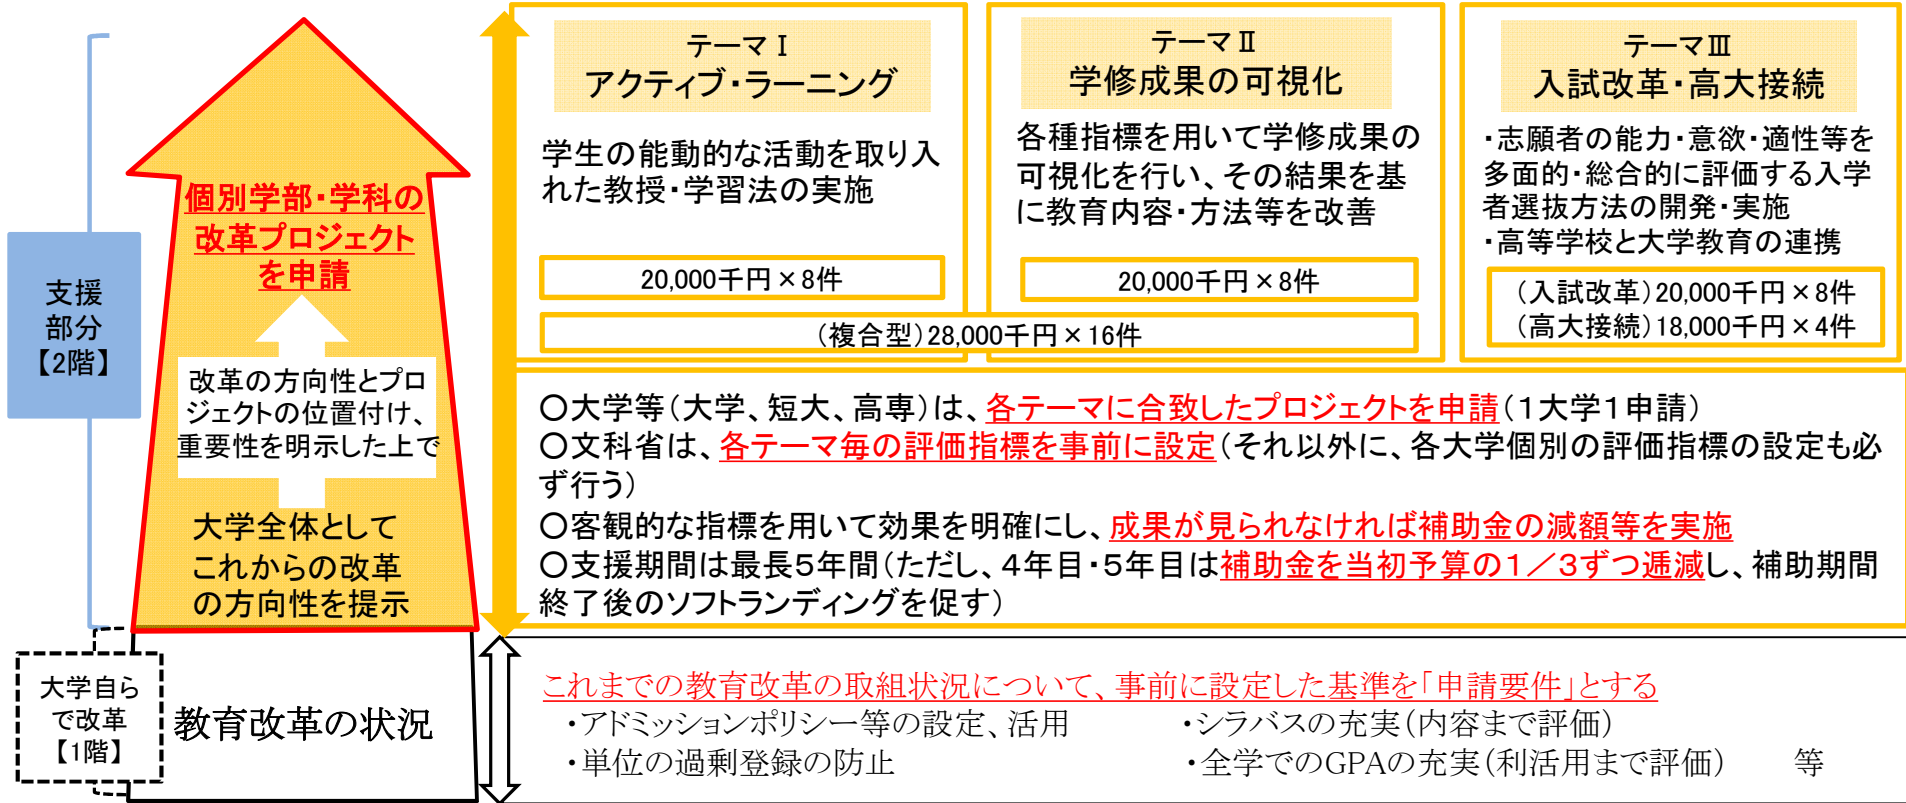 テーマⅠ
アクティブ・ラーニング
学生の能動的な活動を取り入
れた教授・学習法の実施
20,000千円×8件
テーマⅡ
学修成果の可視化
各種指標を用いて学修成果の
可視化を行い、その結果を基
に教育内容・方法等を改善
20,000千円×8件
(複合型)28,000千円×16件
テーマⅢ
入試改革・高大接続
・志願者の能力・意欲・適性等を
多面的・総合的に評価する入学
者選抜方法の開発・実施
・高等学校と大学教育の連携
(入試改革)20,000千円×8件
(高大接続)18,000千円×4件
支援
部分
【2階】
個別学部・学科の
改革プロジェクト
を申請
改革の方向性とプロ
ジェクトの位置付け、
重要性を明示した上で
大学全体として
これからの改革
の方向性を提示
○大学等(大学、短大、高専)は、各テーマに合致したプロジェクトを申請(1大学1申請)
○文科省は、各テーマ毎の評価指標を事前に設定(それ以外に、各大学個別の評価指標の設定も必
ず行う)
○客観的な指標を用いて効果を明確にし、成果が見られなければ補助金の減額等を実施
○支援期間は最長5年間(ただし、4年目・5年目は補助金を当初予算の1/3ずつ逓減し、補助期間
終了後のソフトランディングを促す)
大学自ら
で改革
【1階】
教育改革の状況
これまでの教育改革の取組状況について、事前に設定した基準を「申請要件」とする
・アドミッションポリシー等の設定、活用 ・シラバスの充実(内容まで評価)
・単位の過剰登録の防止 ・全学でのGPAの充実(利活用まで評価) 等